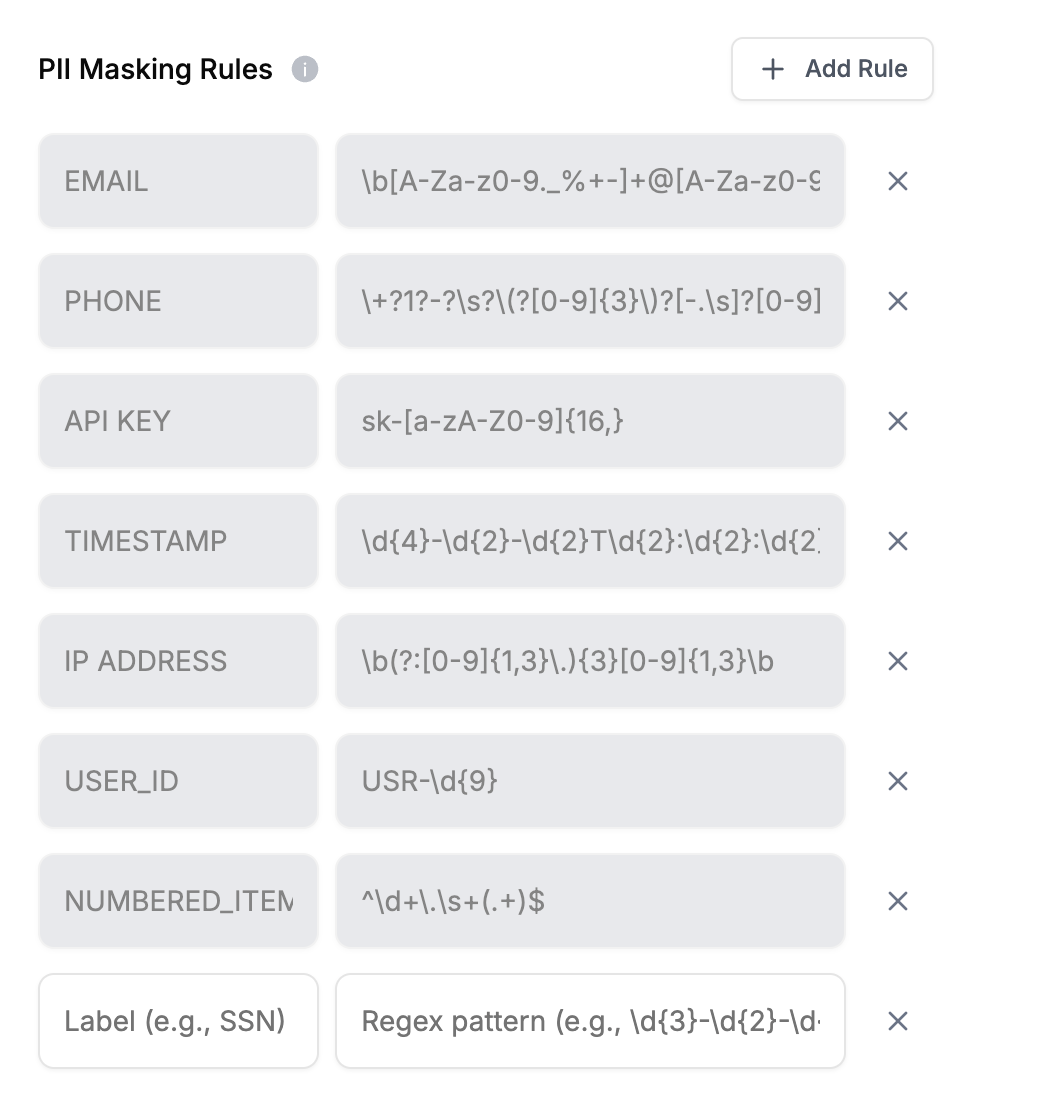 PII Masking Rules
+ Add Rule
EMAIL
\b[A-Za-z0-9._%+-]+@[A-Za-z0-9
PHONE
\+?1?-?\s?\(?[0-9]{3}\)?[-.\s]?[0-9]
API KEY
sk-[a-zA-Z0-9]{16,}
TIMESTAMP
\d{4}-\d{2}-\d{2}T\d{2}:\d{2}:\d{2}
IP ADDRESS
\b(?:[0-9]{1,3}\.){3}[0-9]{1,3}\b
USER_ID
USR-\d{9}
NUMBERED_ITEM
^\d+\.\s+(.+)$
Label (e.g., SSN)
Regex pattern (e.g., \d{3}-\d{2}-\d